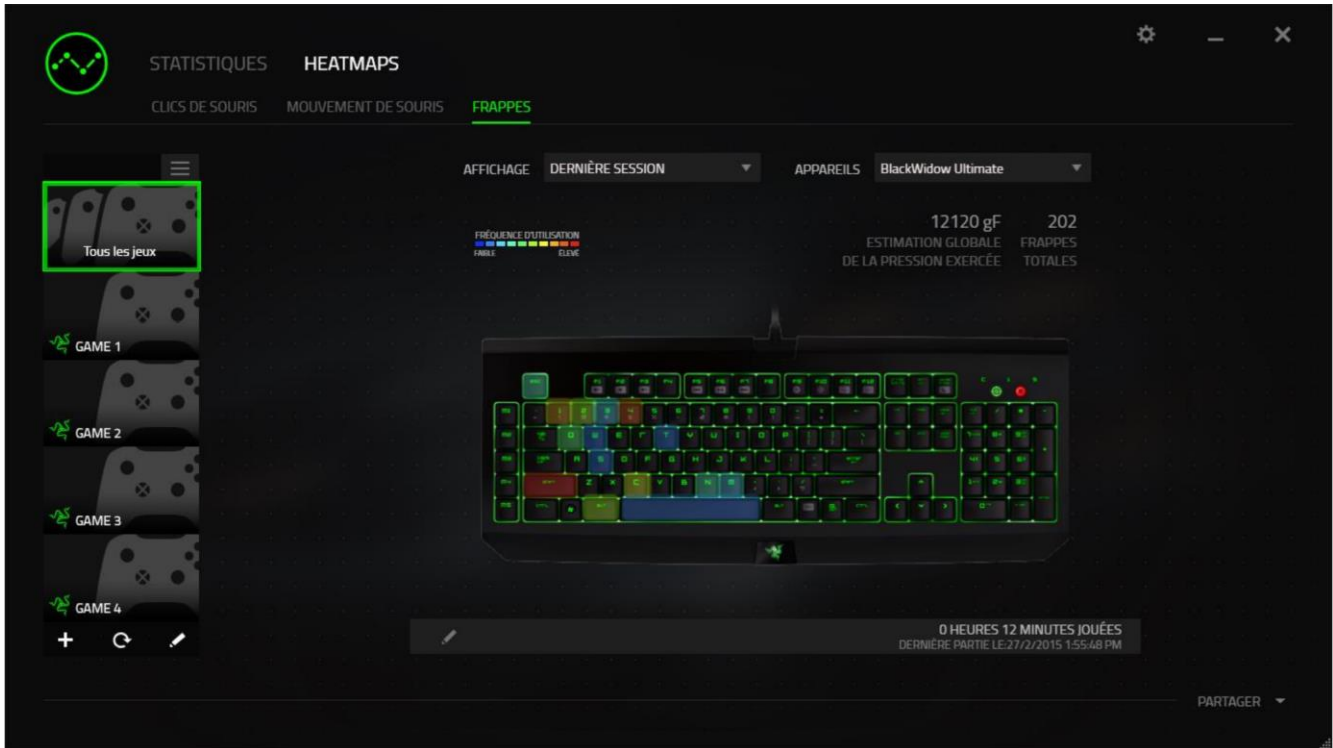 STATISTIQUES HEATMAPS
CLICS DE SOURIS MOUVEMENT DE SOURIS FRAPPES
AFFICHAGE DERNIÈRE SESSION APPAREILS BlackWidow Ultimate
Tous les jeux
GAME 1
GAME 2
GAME 3
GAME 4
FRÉQUENCE D'UTILISATION
FAIBLE ÉLEVÉ
12120 gF 202
ESTIMATION GLOBALE FRAPPES
DE LA PRESSION EXERCÉE TOTALES
0 HEURES 12 MINUTES JOUÉES
DERNIÈRE PARTIE LE:27/2/2015 1:55:48 PM
PARTAGER